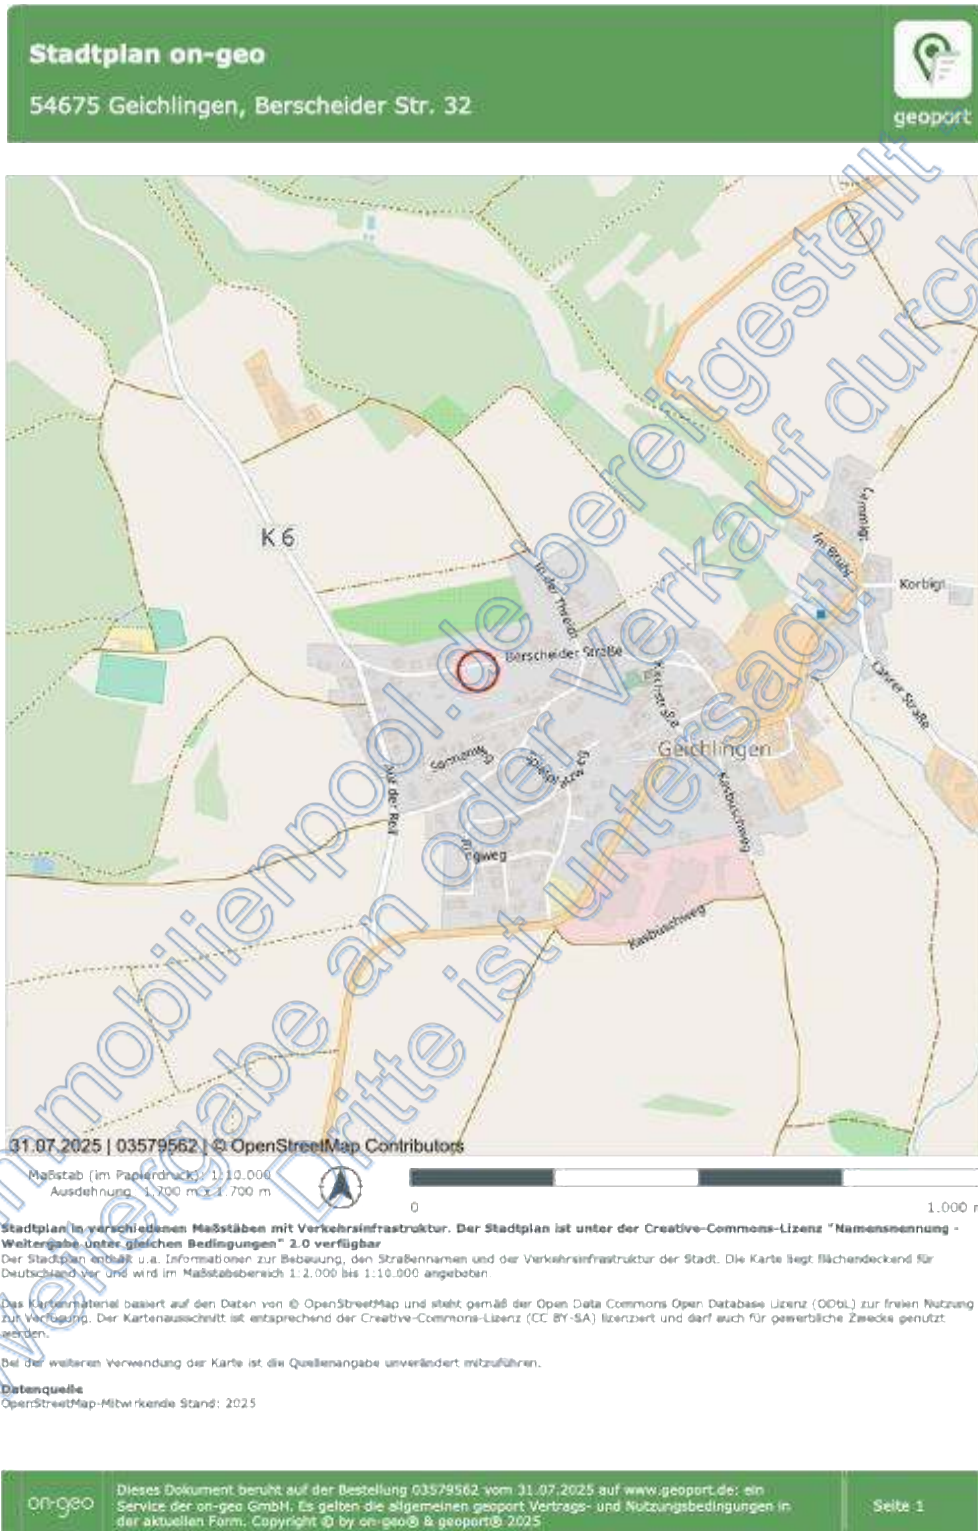 Stadtplan on-geo
54675 Geichlingen, Berscheider Str. 32
geoport
K 6
In der Threidt
Im Brühl
Korbig
Berscheider Straße
Kirchstraße
Lahrer Straße
Geichlingen
Sonnenweg
Spielplatzweg
Auf der Reil
Kasbuschweg
Ringweg
Kasbuschweg
31.07.2025 | 03579562 | © OpenStreetMap Contributors
Maßstab (im Papierdruck): 1:10.000
Ausdehnung: 1.700 m x 1.700 m
0
1.000 m
Stadtplan in verschiedenen Maßstäben mit Verkehrsinfrastruktur. Der Stadtplan ist unter der Creative-Commons-Lizenz "Namensnennung -
Weitergabe unter gleichen Bedingungen" 2.0 verfügbar
Der Stadtplan enthält u.a. Informationen zur Bebauung, den Straßennamen und der Verkehrsinfrastruktur der Stadt. Die Karte liegt flächendeckend für
Deutschland vor und wird im Maßstabsbereich 1:2.000 bis 1:10.000 angeboten.
Das Kartenmaterial basiert auf den Daten von © OpenStreetMap und steht gemäß der Open Data Commons Open Database Lizenz (ODbL) zur freien Nutzung
zur Verfügung. Der Kartenausschnitt ist entsprechend der Creative-Commons-Lizenz (CC BY-SA) lizenziert und darf auch für gewerbliche Zwecke genutzt
werden.
Bei der weiteren Verwendung der Karte ist die Quellenangabe unverändert mitzuführen.
Datenquelle
OpenStreetMap-Mitwirkende Stand: 2025
on-geo
Dieses Dokument beruht auf der Bestellung 03579562 vom 31.07.2025 auf www.geoport.de: ein
Service der on-geo GmbH. Es gelten die allgemeinen geoport Vertrags- und Nutzungsbedingungen in
der aktuellen Form. Copyright © by on-geo® & geoport® 2025
Seite 1
immobilienpool.de bereitgestellt -
Weitergabe an oder Verkauf durch
Dritte ist untersagt!